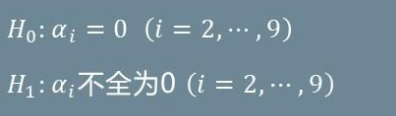 H₀: αᵢ = 0 (i = 2, ⋯, 9)
H₁: αᵢ不全为0 (i = 2, ⋯, 9)